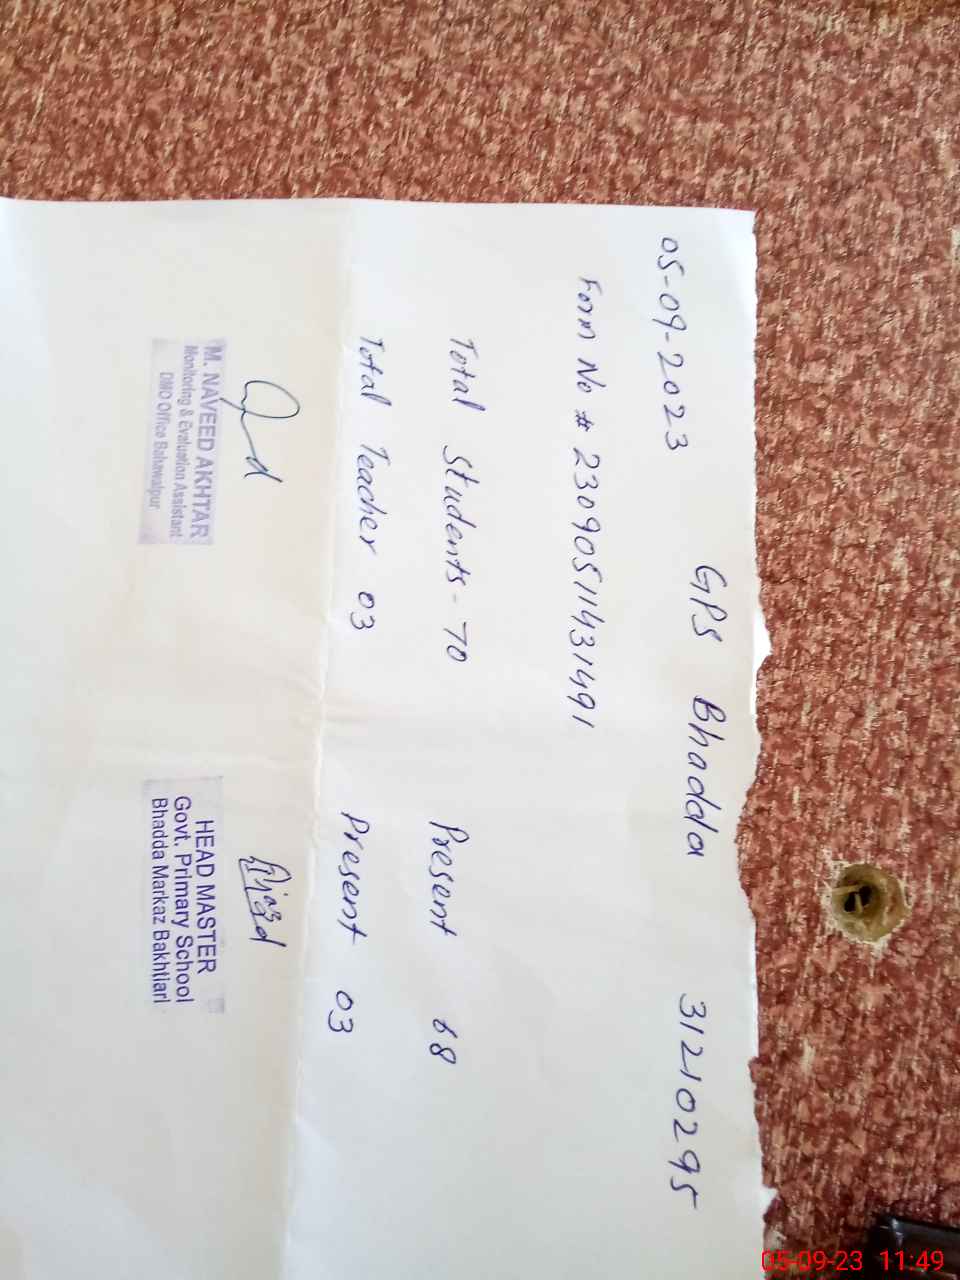 05-09-2023 GPS Bhadda 31210295
Form No # 23090511431491
Total Students - 70 Present 68
Total Teacher 03 Present 03
M. NAVEED AKHTAR
Monitoring & Evaluation Assistant
DMO Office Bahawalpur
HEAD MASTER
Govt. Primary School
Bhadda Markaz Bakhtiari
05-09-23 11:49